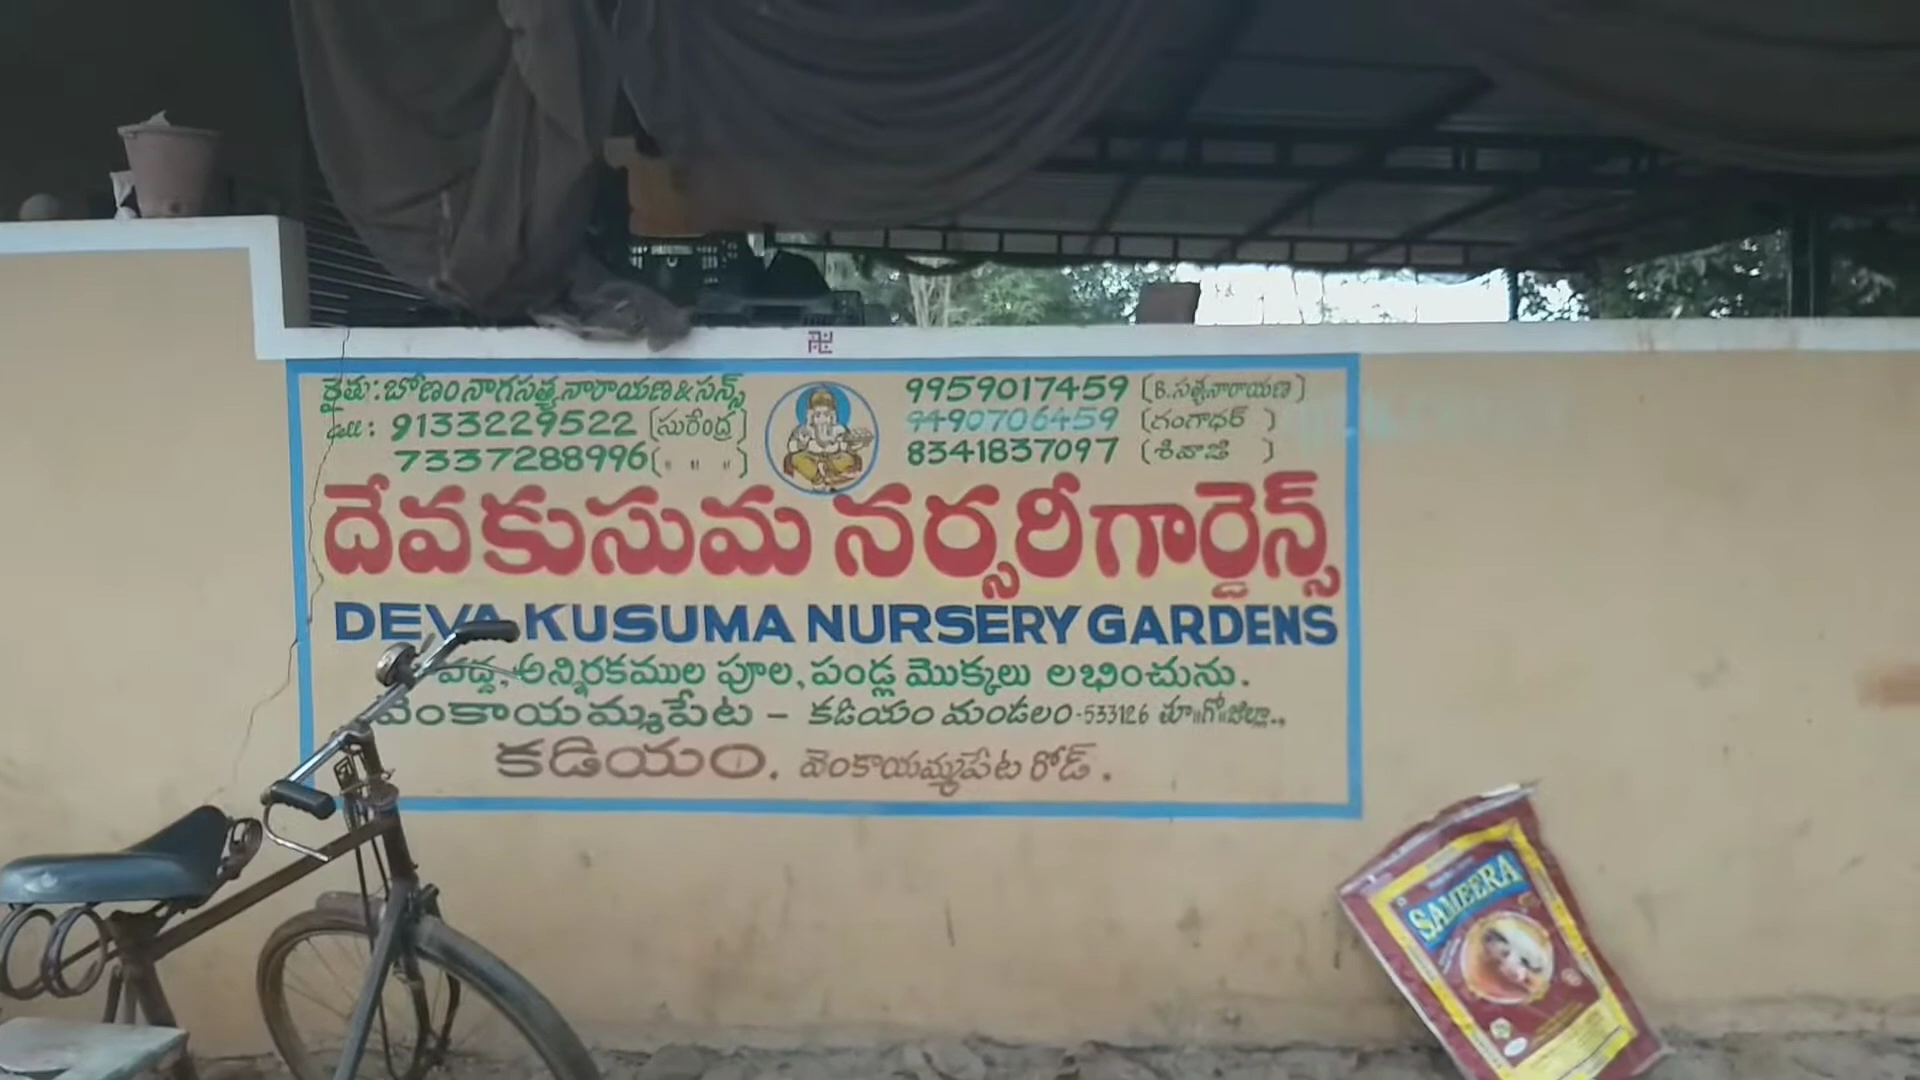 రైతు: బోణం నాగసత్యనారాయణ & సన్స్
Cell: 9133229522 (సురేంద్ర)
7337288996 ( " " " )
9959017459 (B.సత్యనారాయణ)
9490706459 (గంగాధర్)
8341837097 (శివాజి)
దేవకుసుమ నర్సరీ గార్డెన్స్
DEVA KUSUMA NURSERY GARDENS
వద్ద, అన్నిరకముల పూల, పండ్ల మొక్కలు లభించును.
వెంకాయమ్మపేట - కడియం మండలం-533126 తూ॥గో॥జిల్లా.,
కడియం. వెంకాయమ్మపేట రోడ్.
SAMEERA